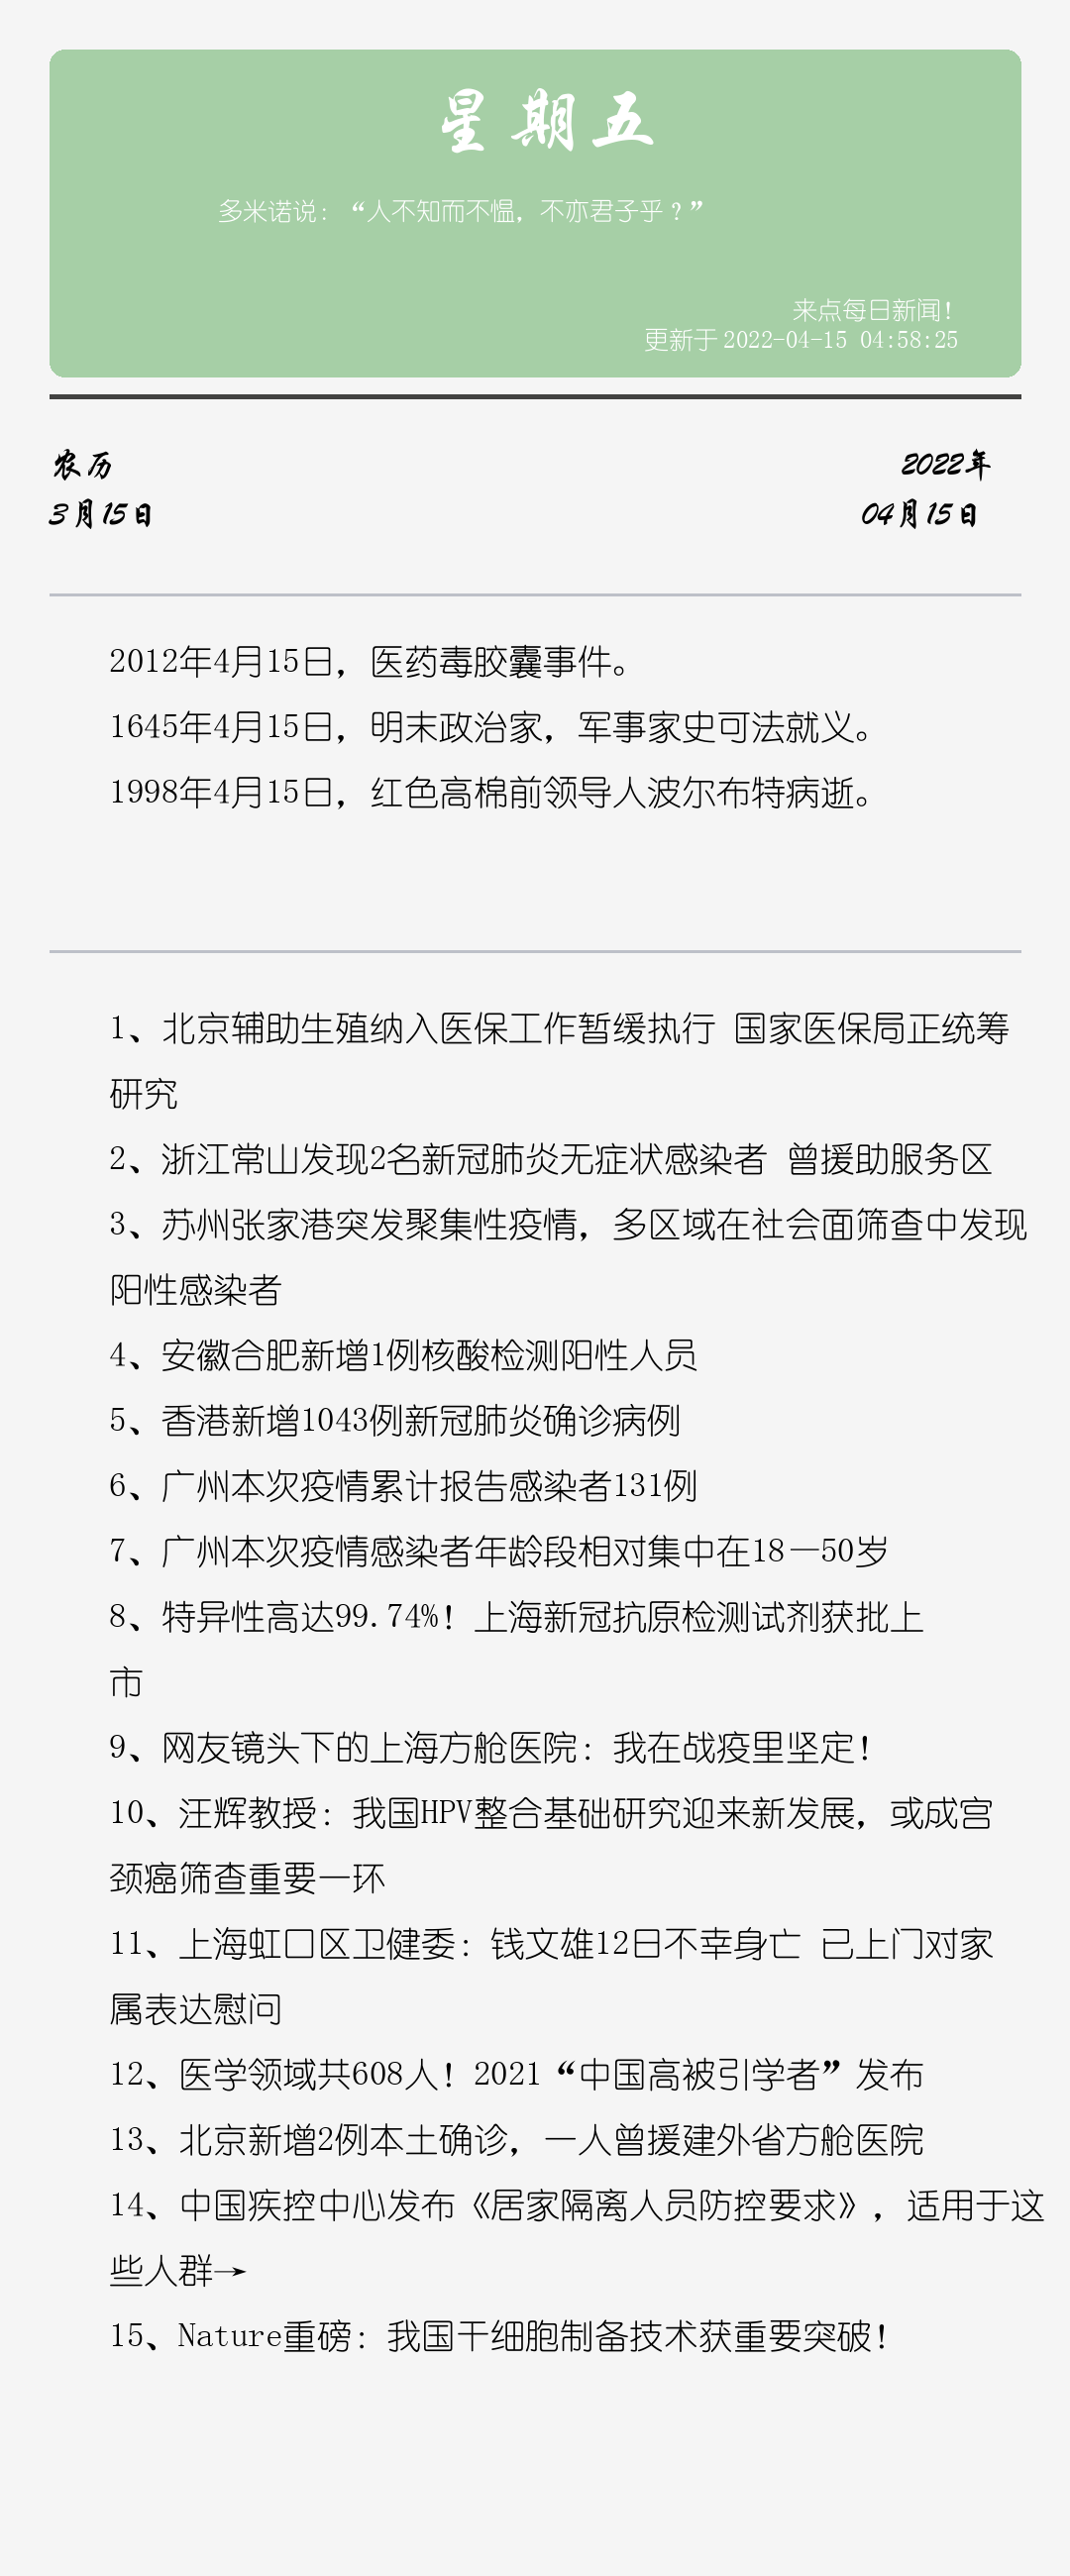 星期五
多米诺说：“人不知而不愠，不亦君子乎？”
来点每日新闻！
更新于 2022-04-15 04:58:25
农历
2022年
3月15日
04月15日
2012年4月15日，医药毒胶囊事件。
1645年4月15日，明末政治家，军事家史可法就义。
1998年4月15日，红色高棉前领导人波尔布特病逝。
1、北京辅助生殖纳入医保工作暂缓执行 国家医保局正统筹
研究
2、浙江常山发现2名新冠肺炎无症状感染者 曾援助服务区
3、苏州张家港突发聚集性疫情，多区域在社会面筛查中发现
阳性感染者
4、安徽合肥新增1例核酸检测阳性人员
5、香港新增1043例新冠肺炎确诊病例
6、广州本次疫情累计报告感染者131例
7、广州本次疫情感染者年龄段相对集中在18—50岁
8、特异性高达99.74%！上海新冠抗原检测试剂获批上
市
9、网友镜头下的上海方舱医院：我在战疫里坚定！
10、汪辉教授：我国HPV整合基础研究迎来新发展，或成宫
颈癌筛查重要一环
11、上海虹口区卫健委：钱文雄12日不幸身亡 已上门对家
属表达慰问
12、医学领域共608人！2021“中国高被引学者”发布
13、北京新增2例本土确诊，一人曾援建外省方舱医院
14、中国疾控中心发布《居家隔离人员防控要求》，适用于这
些人群→
15、Nature重磅：我国干细胞制备技术获重要突破！